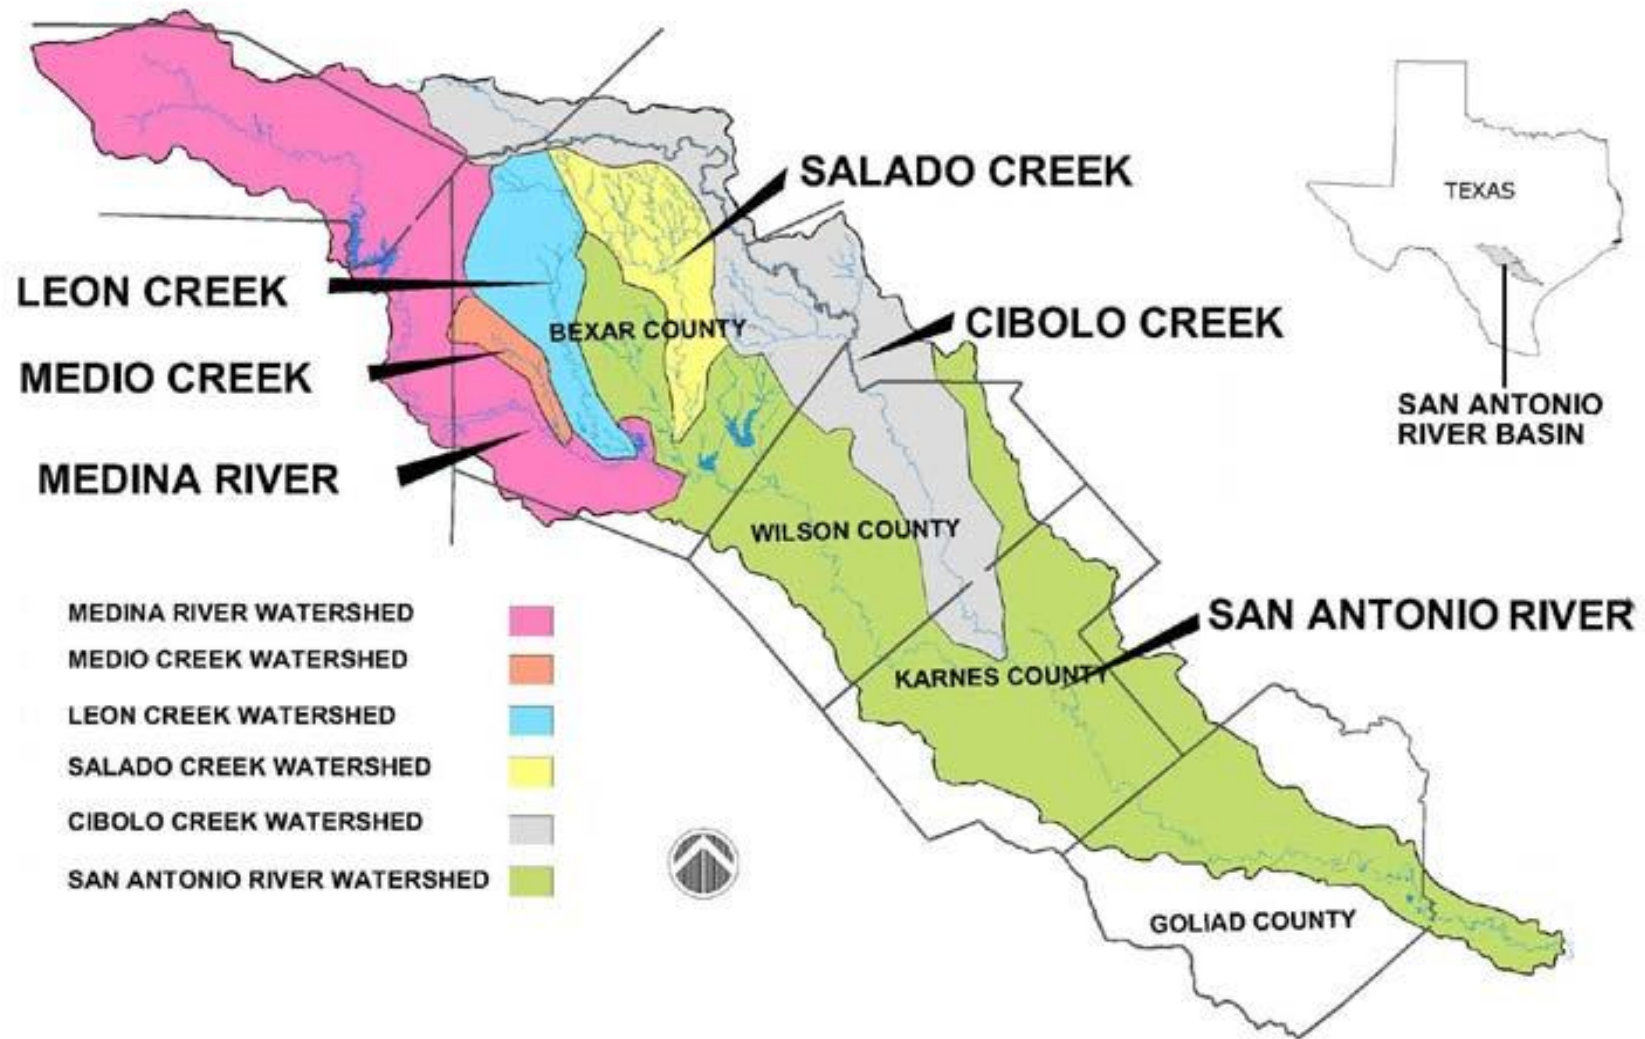 SALADO CREEK
TEXAS
LEON CREEK
BEXAR COUNTY
CIBOLO CREEK
MEDIO CREEK
SAN ANTONIO
RIVER BASIN
MEDINA RIVER
WILSON COUNTY
SAN ANTONIO RIVER
KARNES COUNTY
GOLIAD COUNTY
MEDINA RIVER WATERSHED
MEDIO CREEK WATERSHED
LEON CREEK WATERSHED
SALADO CREEK WATERSHED
CIBOLO CREEK WATERSHED
SAN ANTONIO RIVER WATERSHED